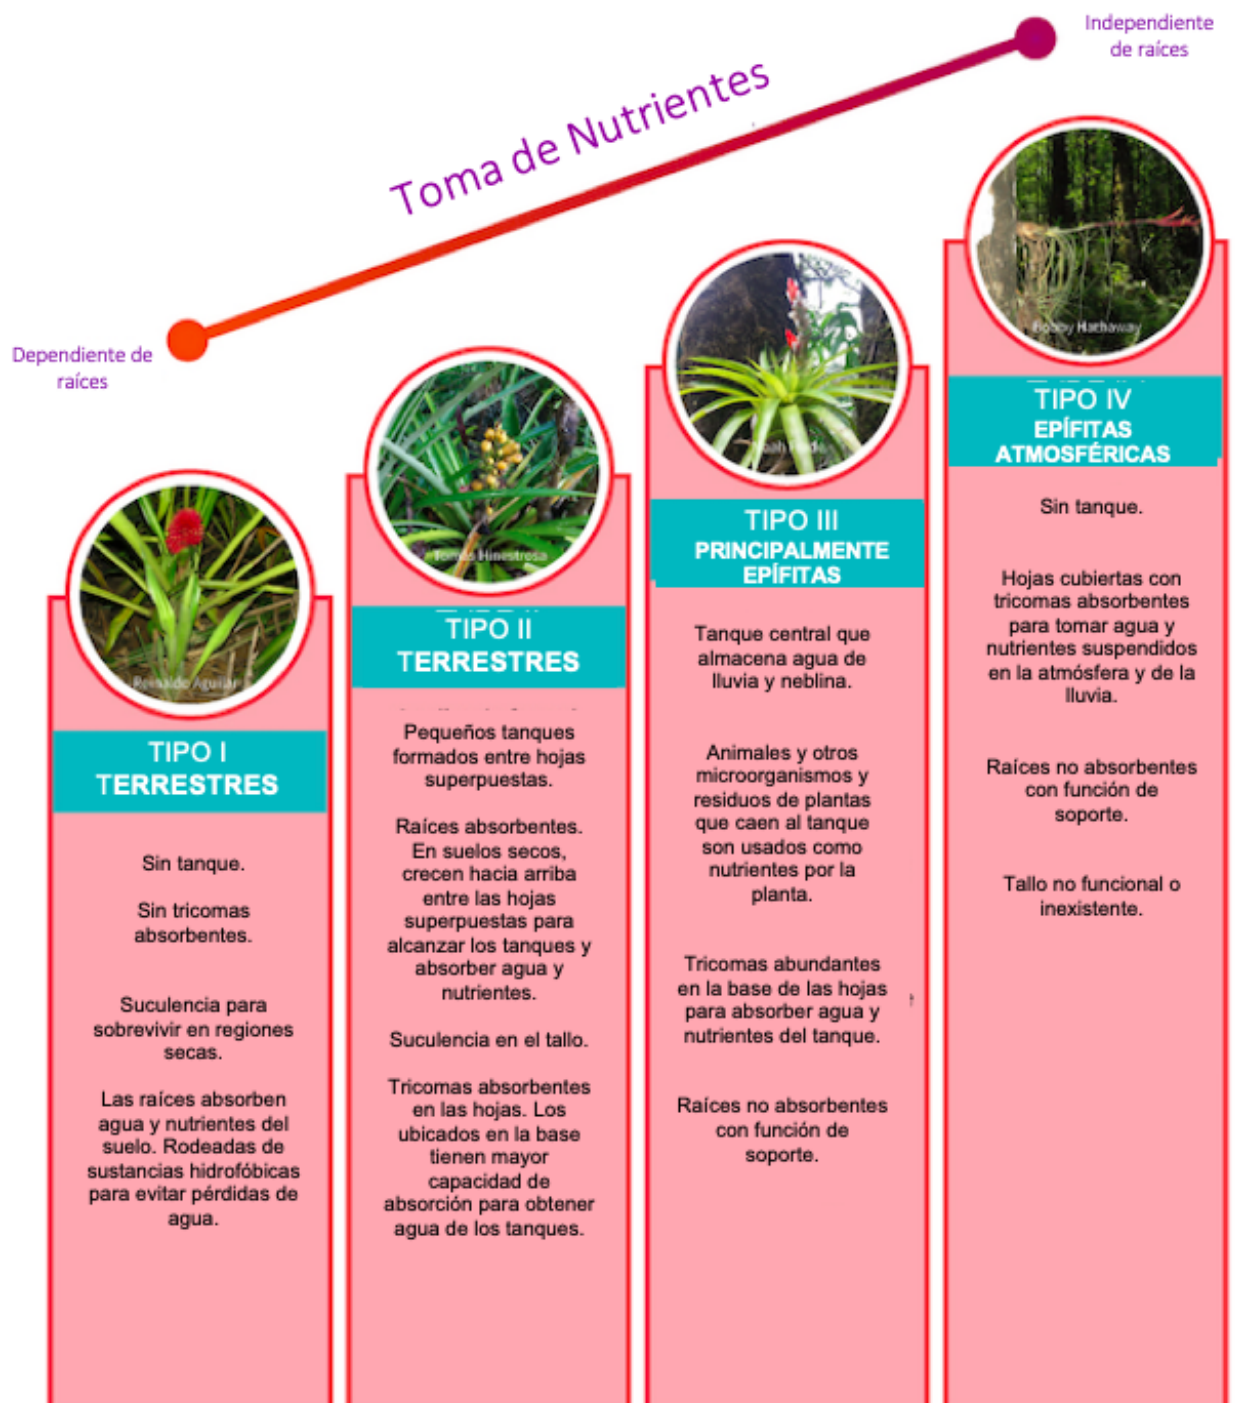 Independiente
de raíces
Toma de Nutrientes
Dependiente de
raíces
Reinaldo Aguilar
TIPO I
TERRESTRES
Sin tanque.
Sin tricomas
absorbentes.
Suculencia para
sobrevivir en regiones
secas.
Las raíces absorben
agua y nutrientes del
suelo. Rodeadas de
sustancias hidrofóbicas
para evitar pérdidas de
agua.
Tomás Hinestrosa
TIPO II
TERRESTRES
Pequeños tanques
formados entre hojas
superpuestas.
Raíces absorbentes.
En suelos secos,
crecen hacia arriba
entre las hojas
superpuestas para
alcanzar los tanques y
absorber agua y
nutrientes.
Suculencia en el tallo.
Tricomas absorbentes
en las hojas. Los
ubicados en la base
tienen mayor
capacidad de
absorción para obtener
agua de los tanques.
TIPO III
PRINCIPALMENTE
EPÍFITAS
Tanque central que
almacena agua de
lluvia y neblina.
Animales y otros
microorganismos y
residuos de plantas
que caen al tanque
son usados como
nutrientes por la
planta.
Tricomas abundantes
en la base de las hojas
para absorber agua y
nutrientes del tanque.
Raíces no absorbentes
con función de
soporte.
Bobby Hathaway
TIPO IV
EPÍFITAS
ATMOSFÉRICAS
Sin tanque.
Hojas cubiertas con
tricomas absorbentes
para tomar agua y
nutrientes suspendidos
en la atmósfera y de la
lluvia.
Raíces no absorbentes
con función de
soporte.
Tallo no funcional o
inexistente.